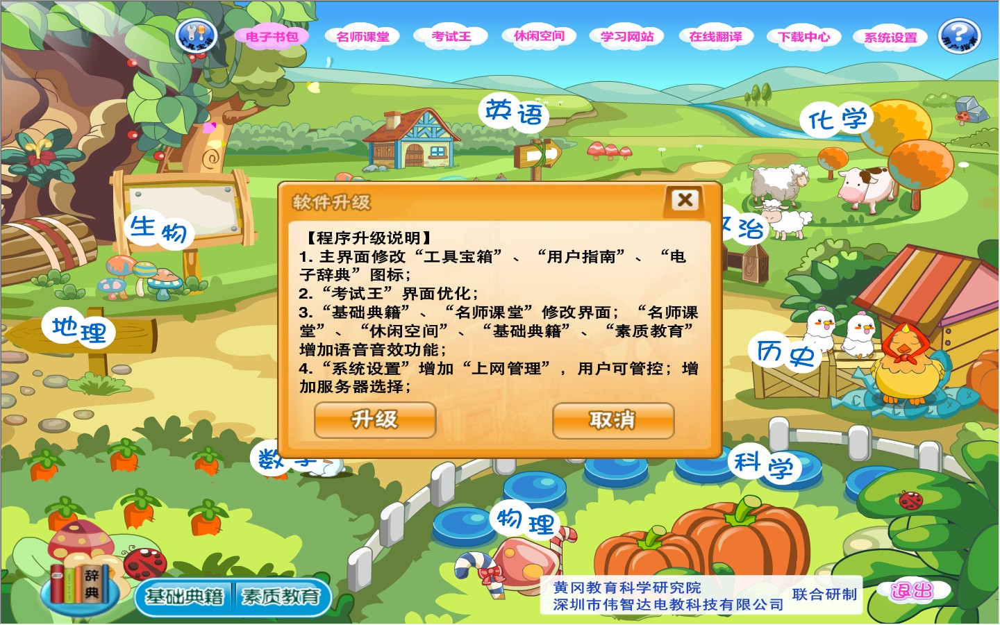 工具宝箱
电子书包
名师课堂
考试王
休闲空间
学习网站
在线翻译
下载中心
系统设置
用户指南
英语
化学
生物
治
地理
历史
数学
科学
物理
软件升级
【程序升级说明】
1. 主界面修改“工具宝箱”、“用户指南”、“电
子辞典”图标；
2.“考试王”界面优化；
3.“基础典籍”、“名师课堂”修改界面；“名师课
堂”、“休闲空间”、“基础典籍”、“素质教育”
增加语音音效功能；
4.“系统设置”增加“上网管理”，用户可管控；增
加服务器选择；
升级
取消
辞典
基础典籍
素质教育
黄冈教育科学研究院
深圳市伟智达电教科技有限公司
联合研制
退出